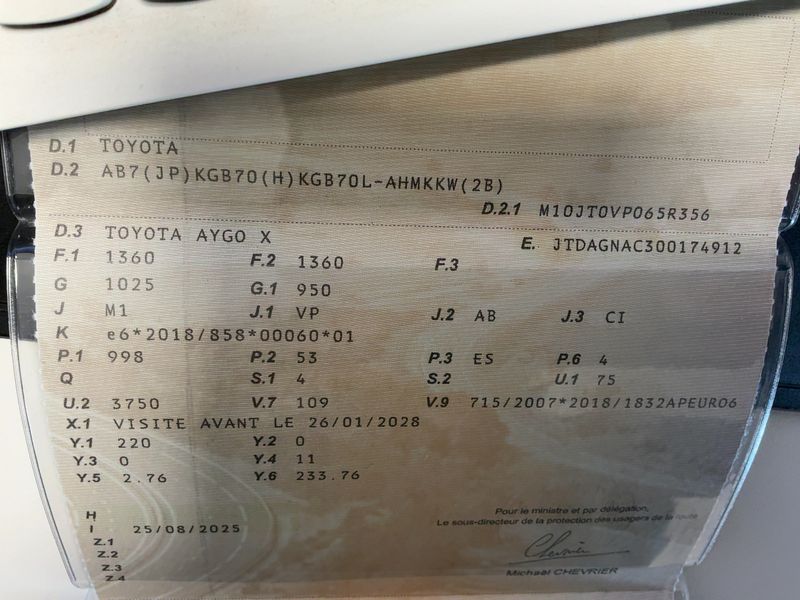 D.1 TOYOTA
D.2 AB7(JP)KGB70(H)KGB70L-AHMKKW(2B)
D.2.1 M10JTOVP065R356
D.3 TOYOTA AYGO X
E. JTDAGNAC300174912
F.1 1360 F.2 1360 F.3
G 1025 G.1 950
J M1 J.1 VP J.2 AB J.3 CI
K e6*2018/858*00060*01
P.1 998 P.2 53 P.3 ES P.6 4
Q S.1 4 S.2 U.1 75
U.2 3750 V.7 109 V.9 715/2007*2018/1832APEURO6
X.1 VISITE AVANT LE 26/01/2028
Y.1 220 Y.2 0
Y.3 0 Y.4 11
Y.5 2.76 Y.6 233.76
H
I 25/08/2025
Z.1
Z.2
Z.3
Z.4
Pour le ministre et par délégation,
Le sous-directeur de la protection des usagers de la route
Chevrier
Michaël CHEVRIER